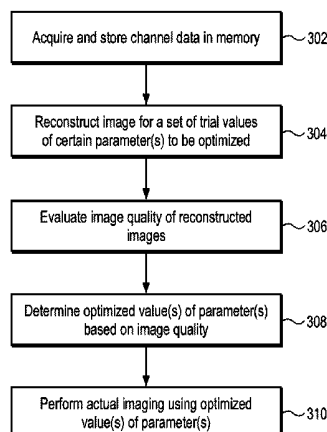 Acquire and store channel data in memory
302
Reconstruct image for a set of trial values
of certain parameter(s) to be optimized
304
Evaluate image quality of reconstructed
images
306
Determine optimized value(s) of parameter(s)
based on image quality
308
Perform actual imaging using optimized
value(s) of parameter(s)
310